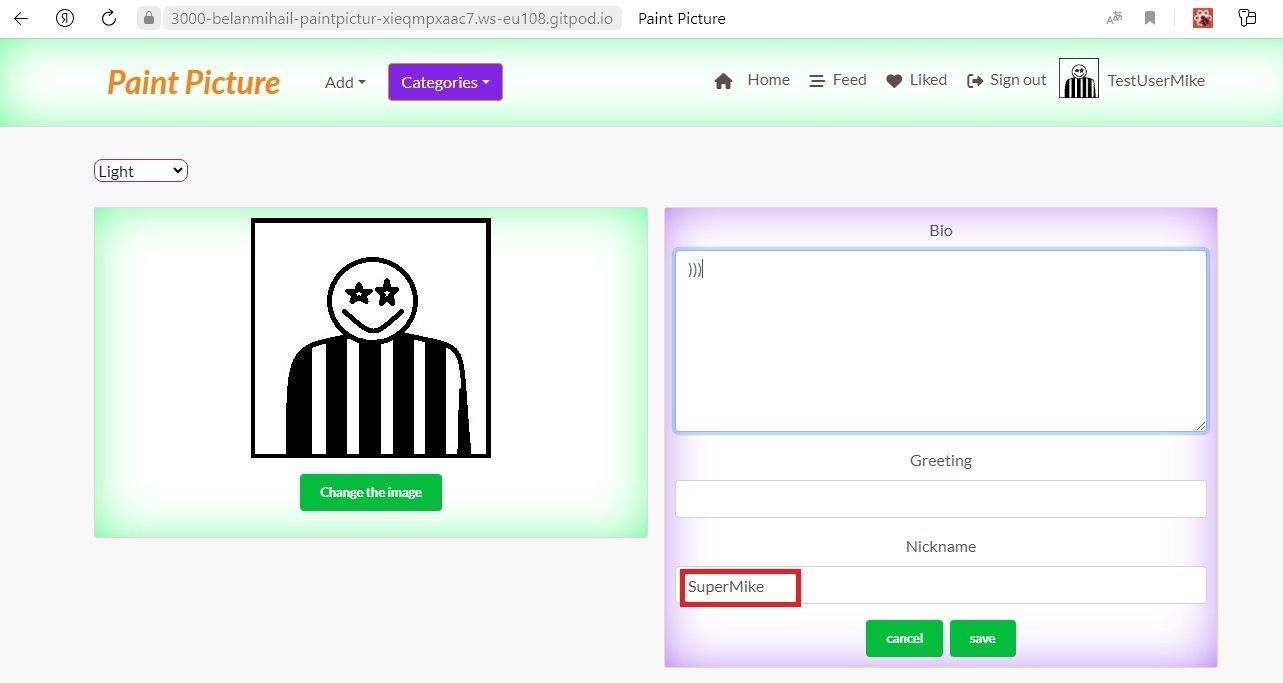 3000-belanmihail-paintpictur-xieqmpxaac7.ws-eu108.gitpod.io Paint Picture
Paint Picture Add Categories Home Feed Liked Sign out TestUserMike
Light
Bio
)))
Greeting
Change the image
Nickname
SuperMike
cancel save